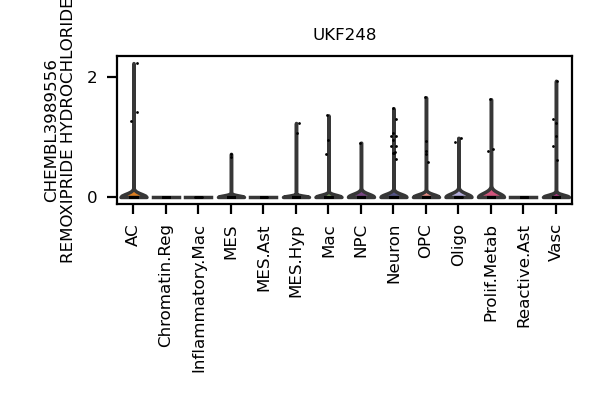 UKF248
CHEMBL3989556
REMOXIPRIDE HYDROCHLORIDE
2
0
AC
Chromatin.Reg
Inflammatory.Mac
MES
MES.Ast
MES.Hyp
Mac
NPC
Neuron
OPC
Oligo
Prolif.Metab
Reactive.Ast
Vasc